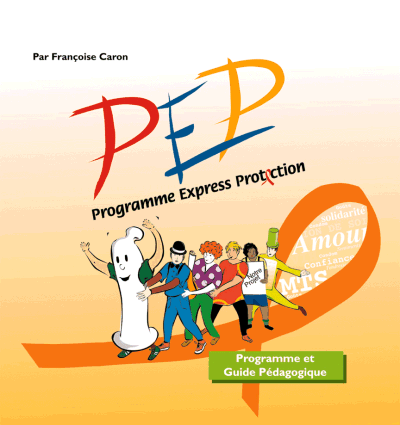 Par Françoise Caron
PEP
Programme Express Protection
solidarité
Amour
Confiance
MTS
Notre
Projet
Programme et
Guide Pédagogique